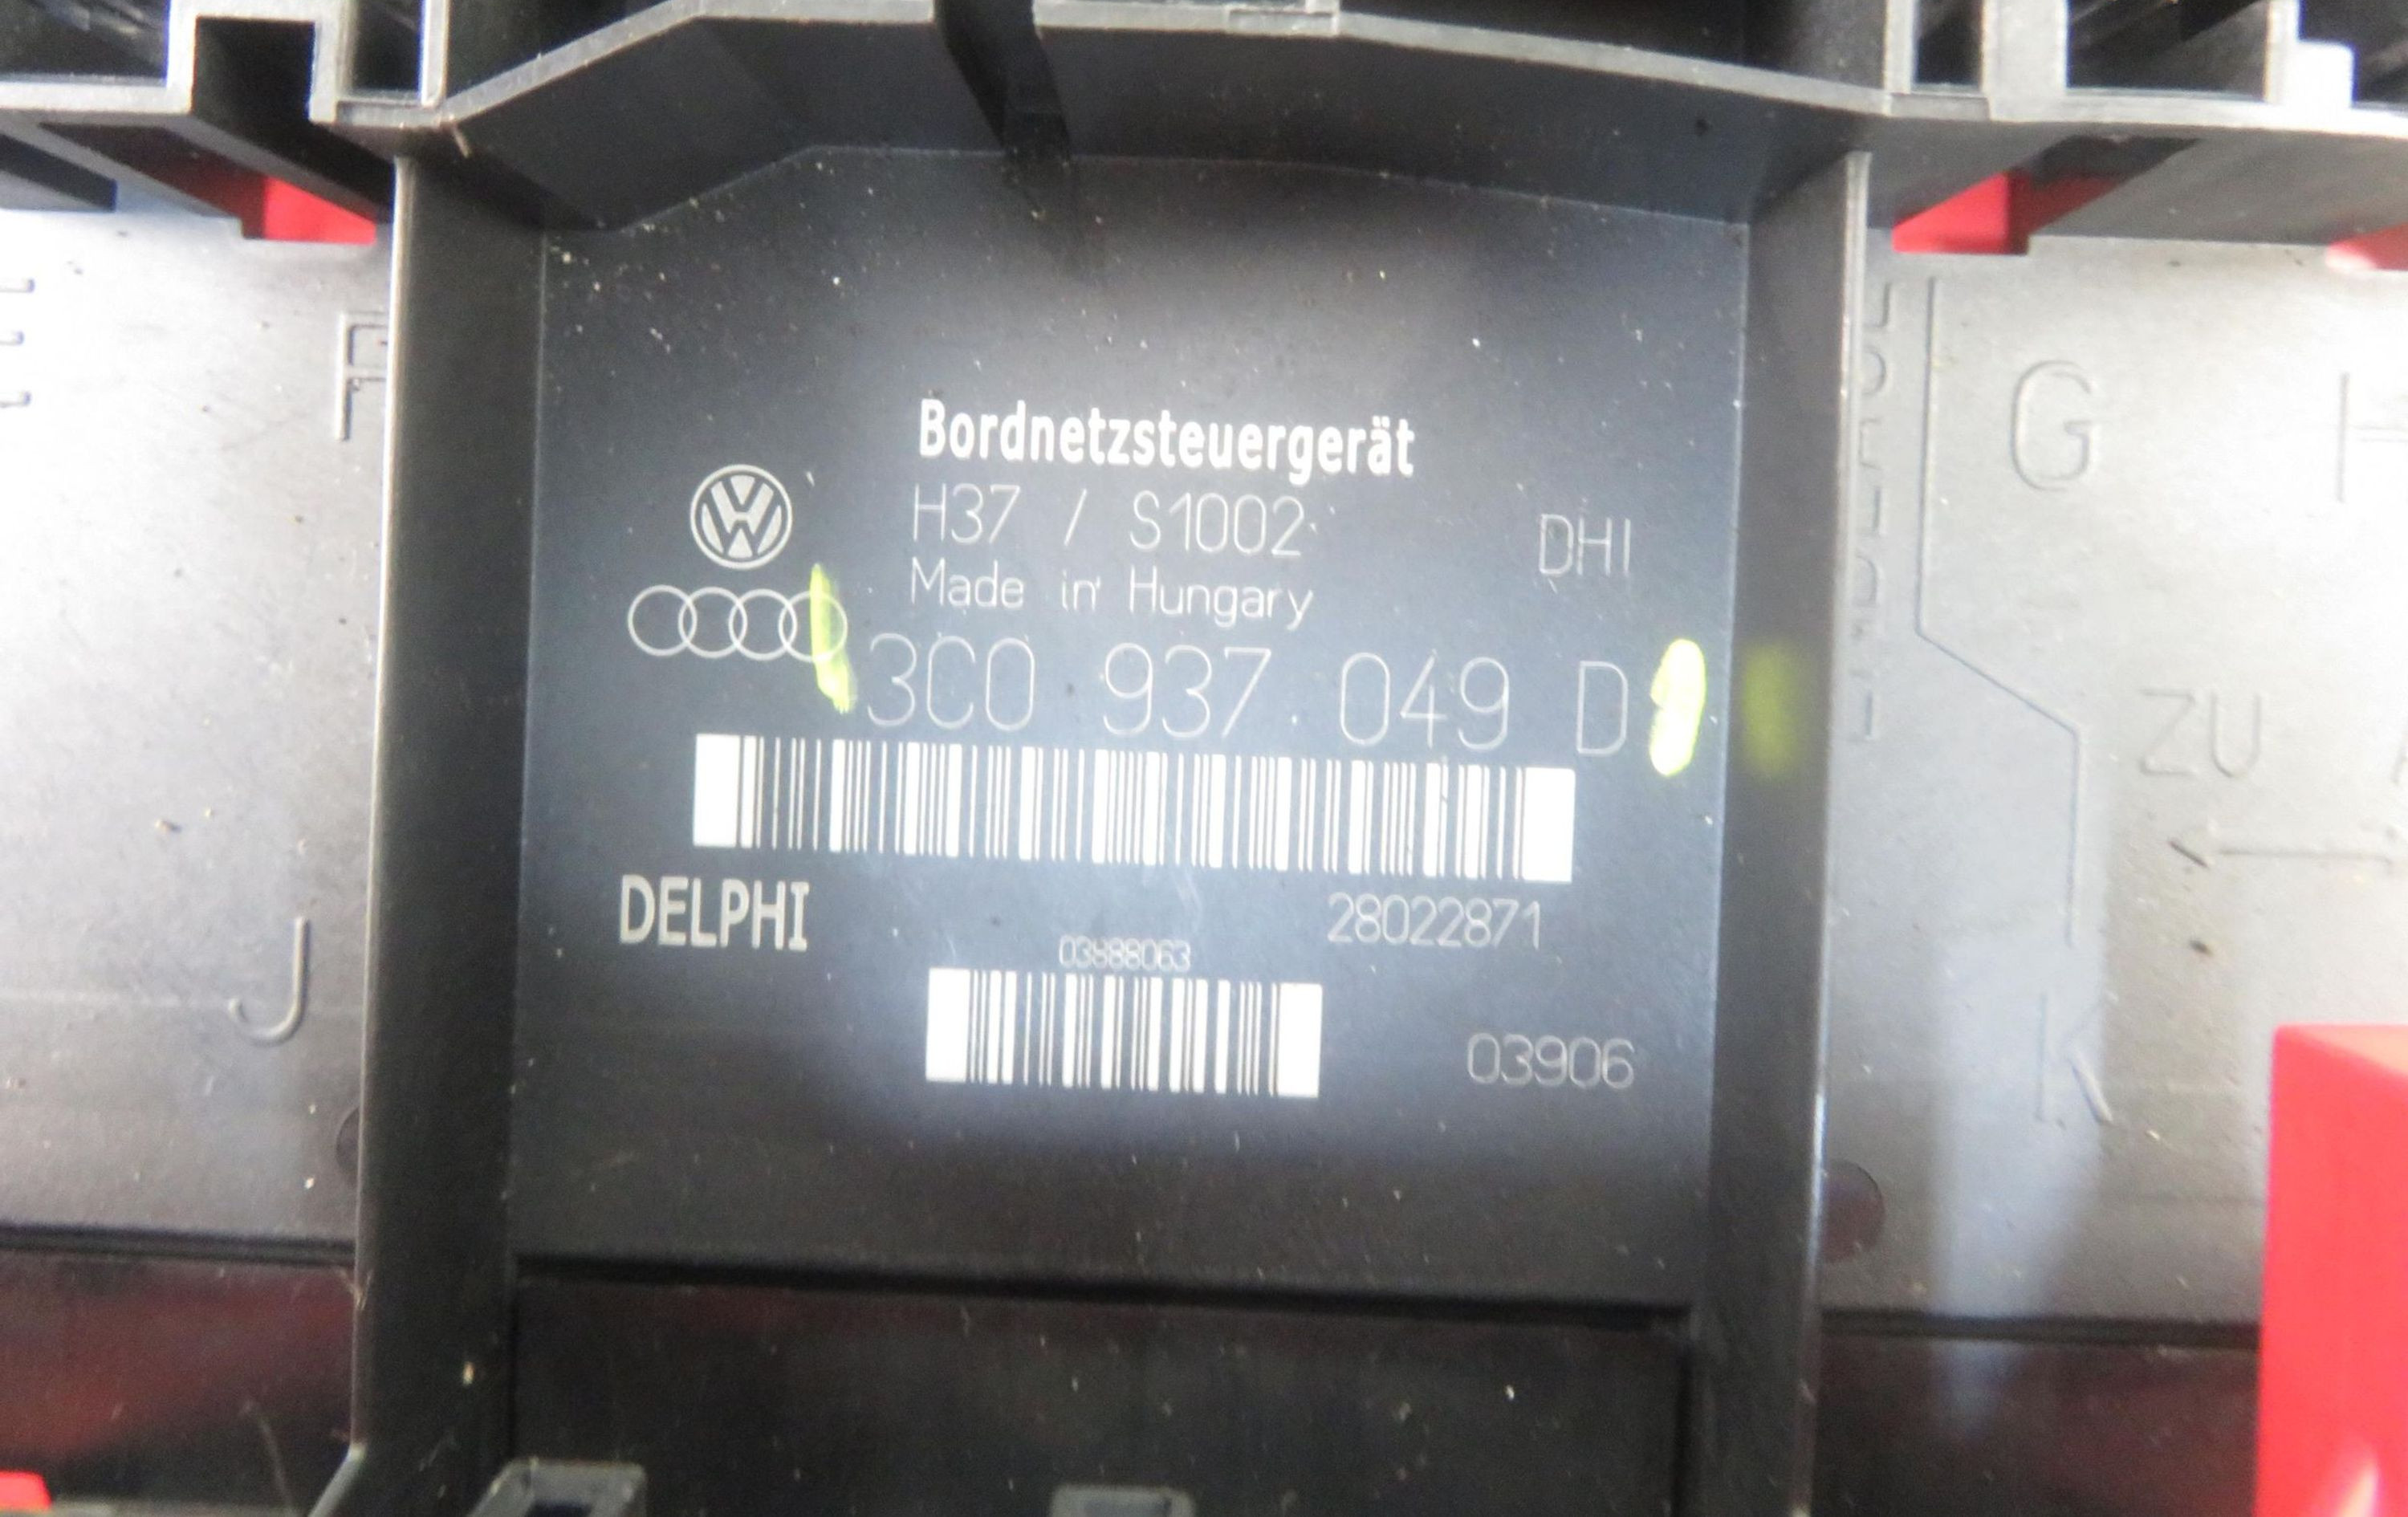 Bordnetzsteuergerät
H37 / S1002 DHI
Made in Hungary
3C0 937 049 D
DELPHI 28022871
03888063
03906
F
J
G
ZU
K